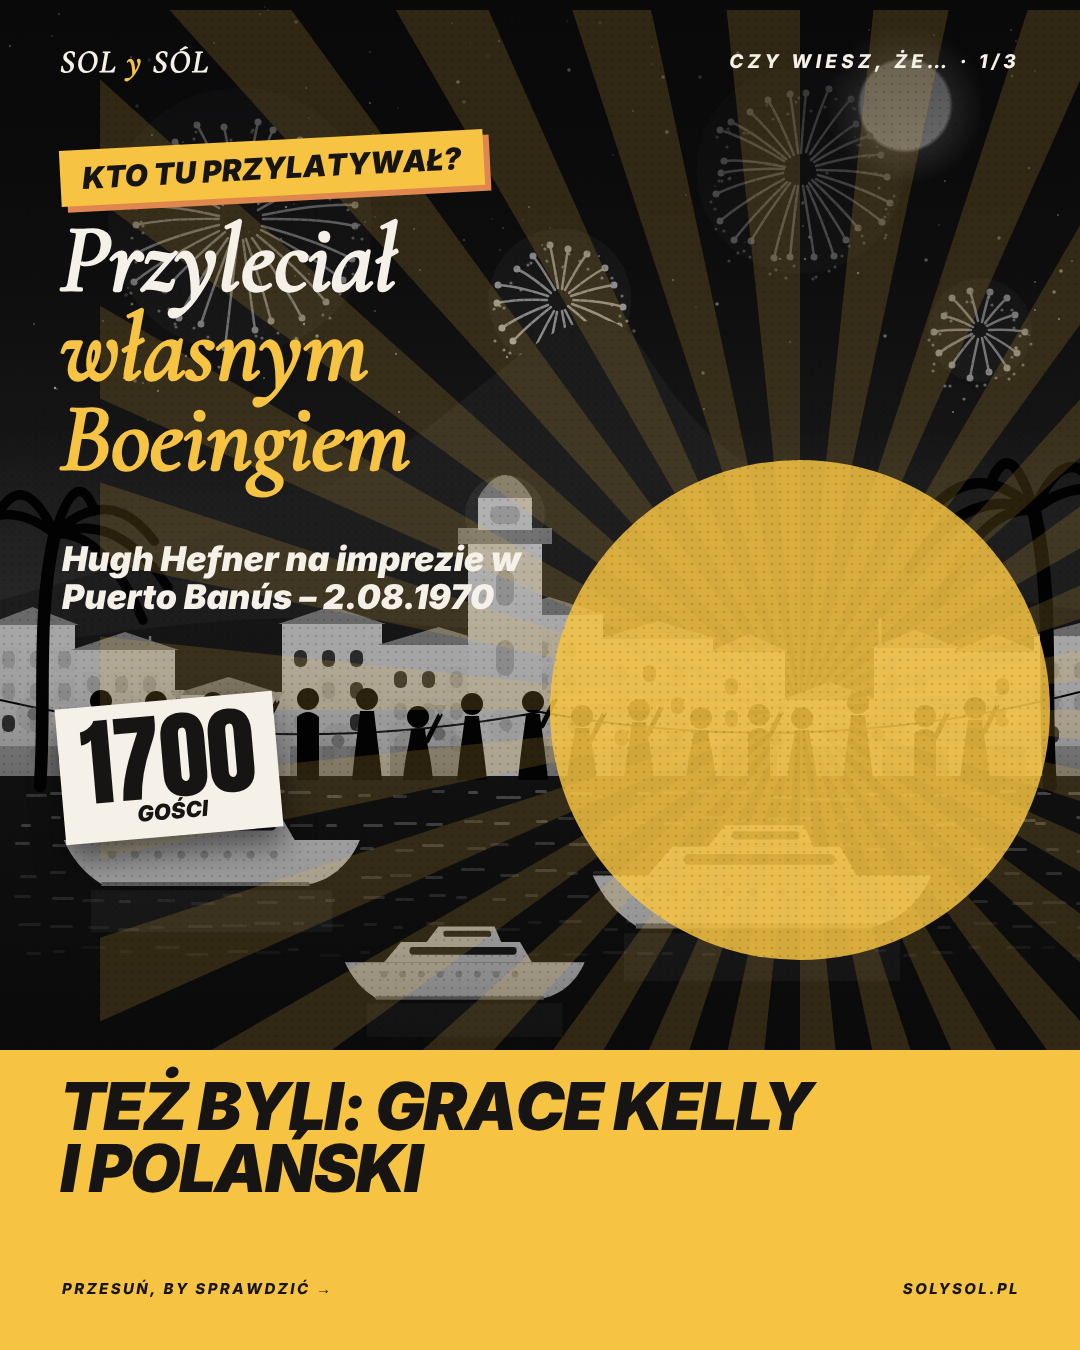 SOL y SÓL
CZY WIESZ, ŻE… · 1/3
KTO TU PRZYLATYWAŁ?
Przyleciał
własnym
Boeingiem
Hugh Hefner na imprezie w
Puerto Banús – 2.08.1970
1700
GOŚCI
TEŻ BYLI: GRACE KELLY
I POLAŃSKI
PRZESUŃ, BY SPRAWDZIĆ →
SOLYSOL.PL